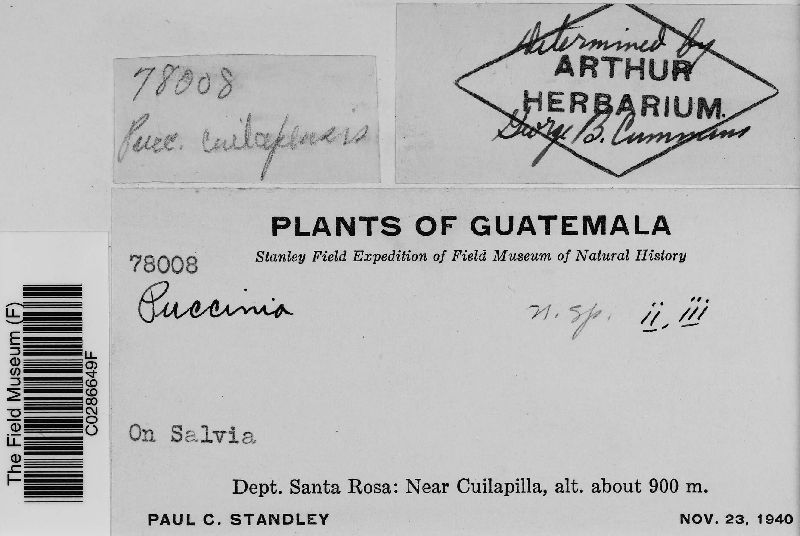 78008
Pucc. cuilapensis
Determined by
ARTHUR
HERBARIUM.
George B. Cummins
PLANTS OF GUATEMALA
Stanley Field Expedition of Field Museum of Natural History
78008
Puccinia n. sp. ii, iii
On Salvia
Dept. Santa Rosa: Near Cuilapilla, alt. about 900 m.
PAUL C. STANDLEY NOV. 23, 1940
The Field Museum (F)
C0286649F